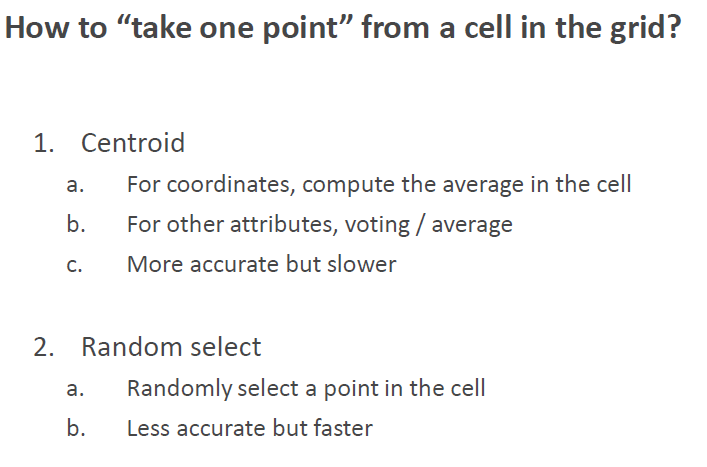 How to “take one point” from a cell in the grid?
1. Centroid
a. For coordinates, compute the average in the cell
b. For other attributes, voting / average
c. More accurate but slower
2. Random select
a. Randomly select a point in the cell
b. Less accurate but faster